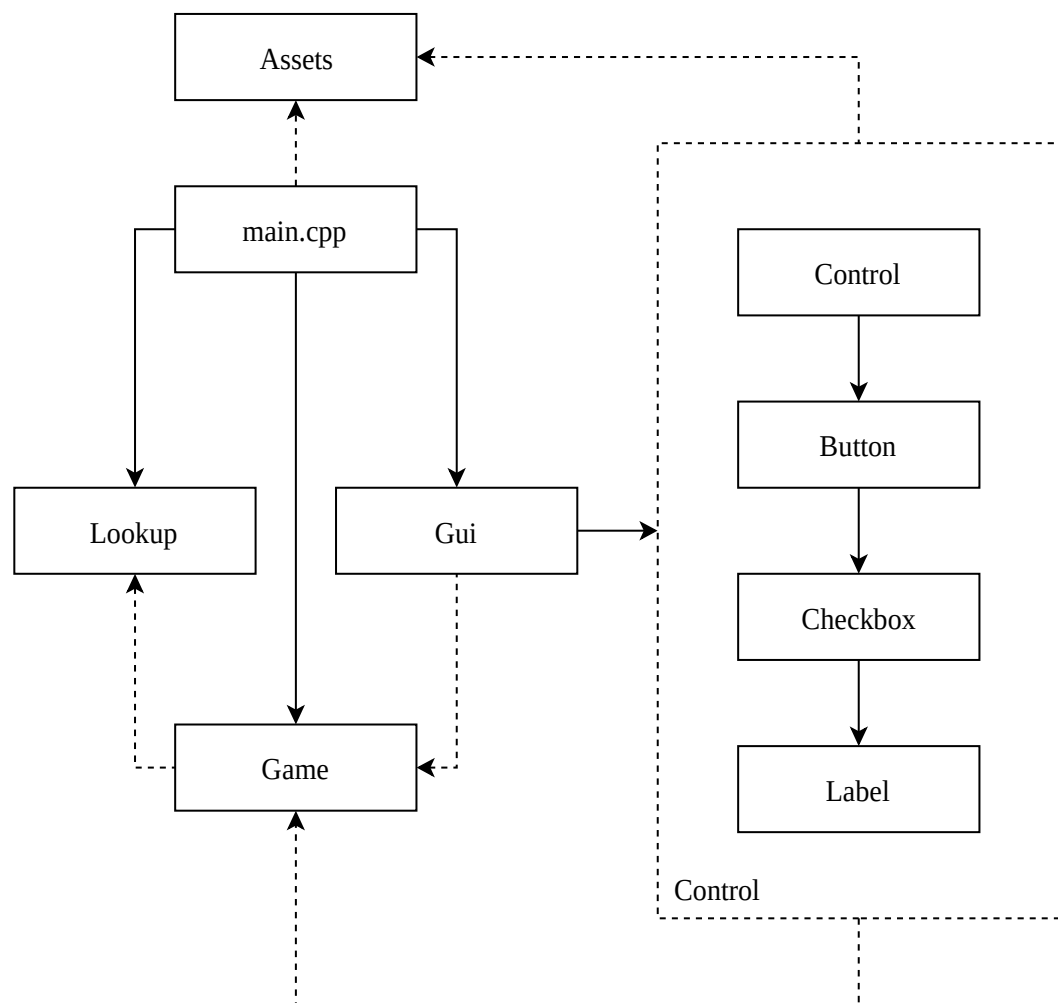 Assets
main.cpp
Control
Button
Lookup
Gui
Checkbox
Game
Label
Control